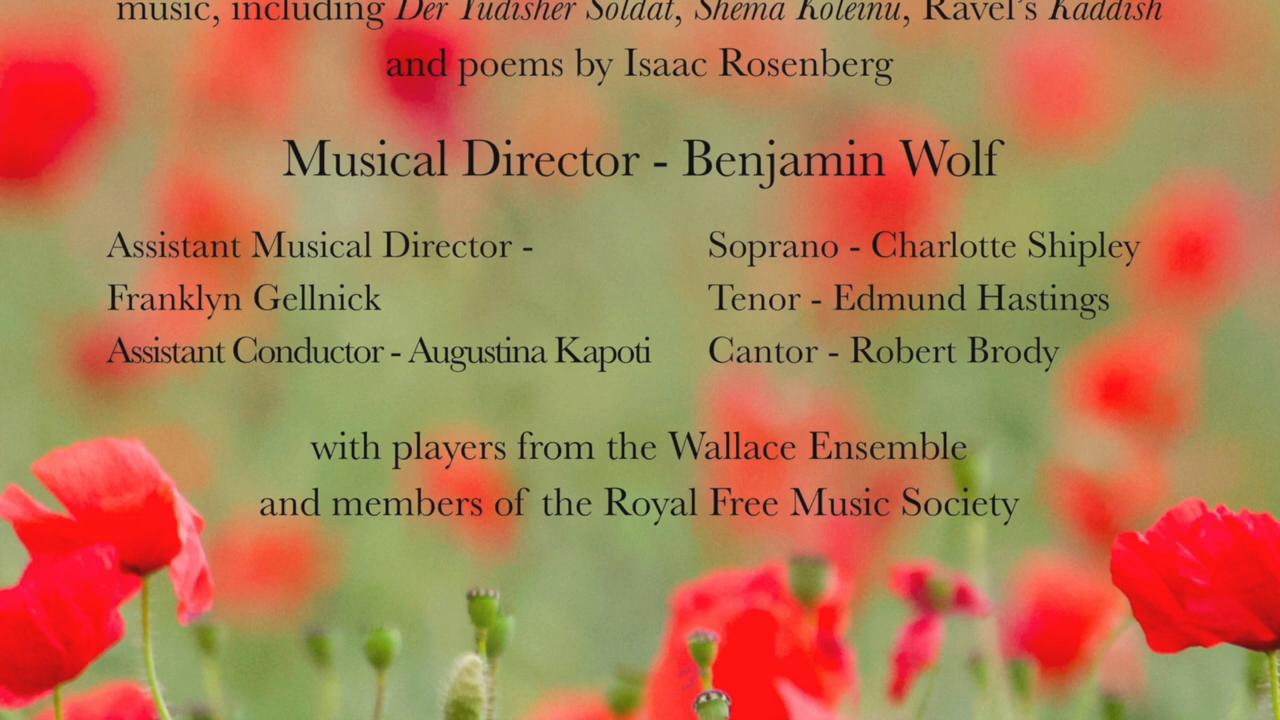 music, including Der Yudisher Soldat, Shema Koleinu, Ravel's Kaddish
and poems by Isaac Rosenberg
Musical Director - Benjamin Wolf
Assistant Musical Director -
Franklyn Gellnick
Assistant Conductor - Augustina Kapoti
Soprano - Charlotte Shipley
Tenor - Edmund Hastings
Cantor - Robert Brody
with players from the Wallace Ensemble
and members of the Royal Free Music Society